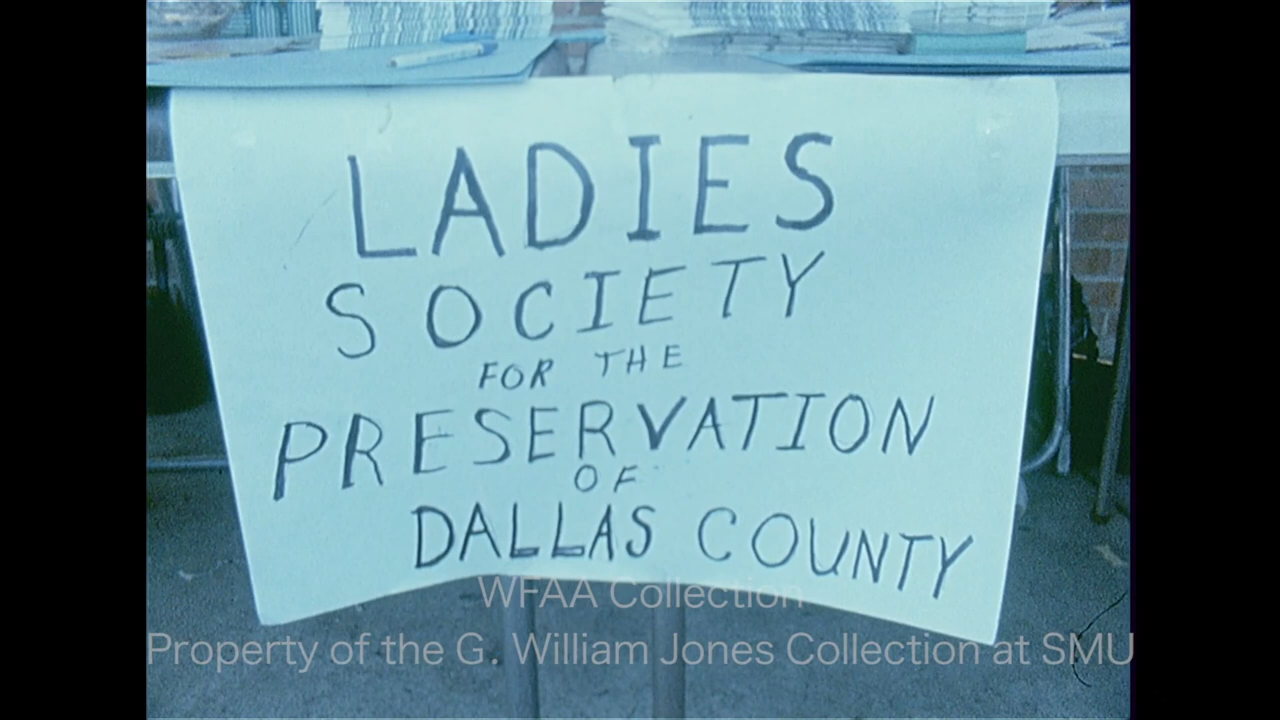 LADIES
SOCIETY
FOR THE
PRESERVATION
OF
DALLAS COUNTY
WFAA Collection
Property of the G. William Jones Collection at SMU